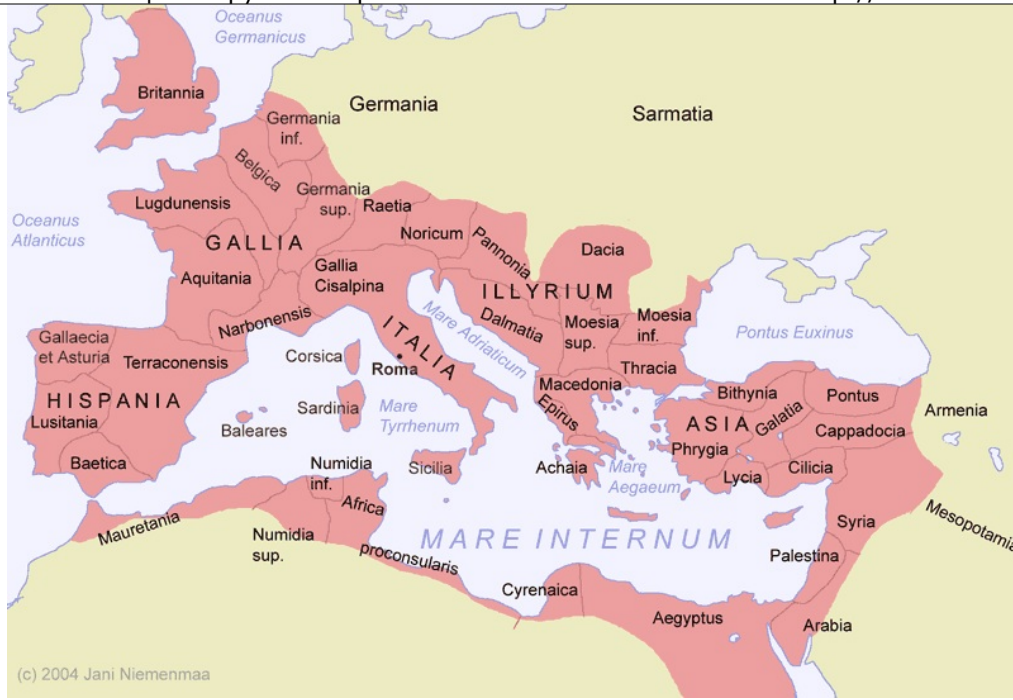 Oceanus
Germanicus
Britannia
Germania
Sarmatia
Germania
inf.
Belgica
Germania
sup.
Lugdunensis
Raetia
Oceanus
Atlanticus
Noricum
Pannonia
Dacia
GALLIA
Gallia
Cisalpina
Aquitania
ILLYRIUM
Narbonensis
Mare Adriaticum
Dalmatia
Moesia
sup.
Moesia
inf.
Pontus Euxinus
Gallaecia
et Asturia
Terraconensis
Corsica
ITALIA
Roma
Thracia
Macedonia
Bithynia
Pontus
HISPANIA
Lusitania
Sardinia
Mare
Tyrrhenum
Epirus
ASIA
Galatia
Armenia
Baleares
Cappadocia
Phrygia
Baetica
Numidia
inf.
Sicilia
Achaia
Mare
Aegaeum
Lycia
Cilicia
Africa
proconsularis
Mauretania
Numidia
sup.
MARE INTERNUM
Syria
Mesopotamia
Palestina
Cyrenaica
Aegyptus
Arabia
(c) 2004 Jani Niemenmaa